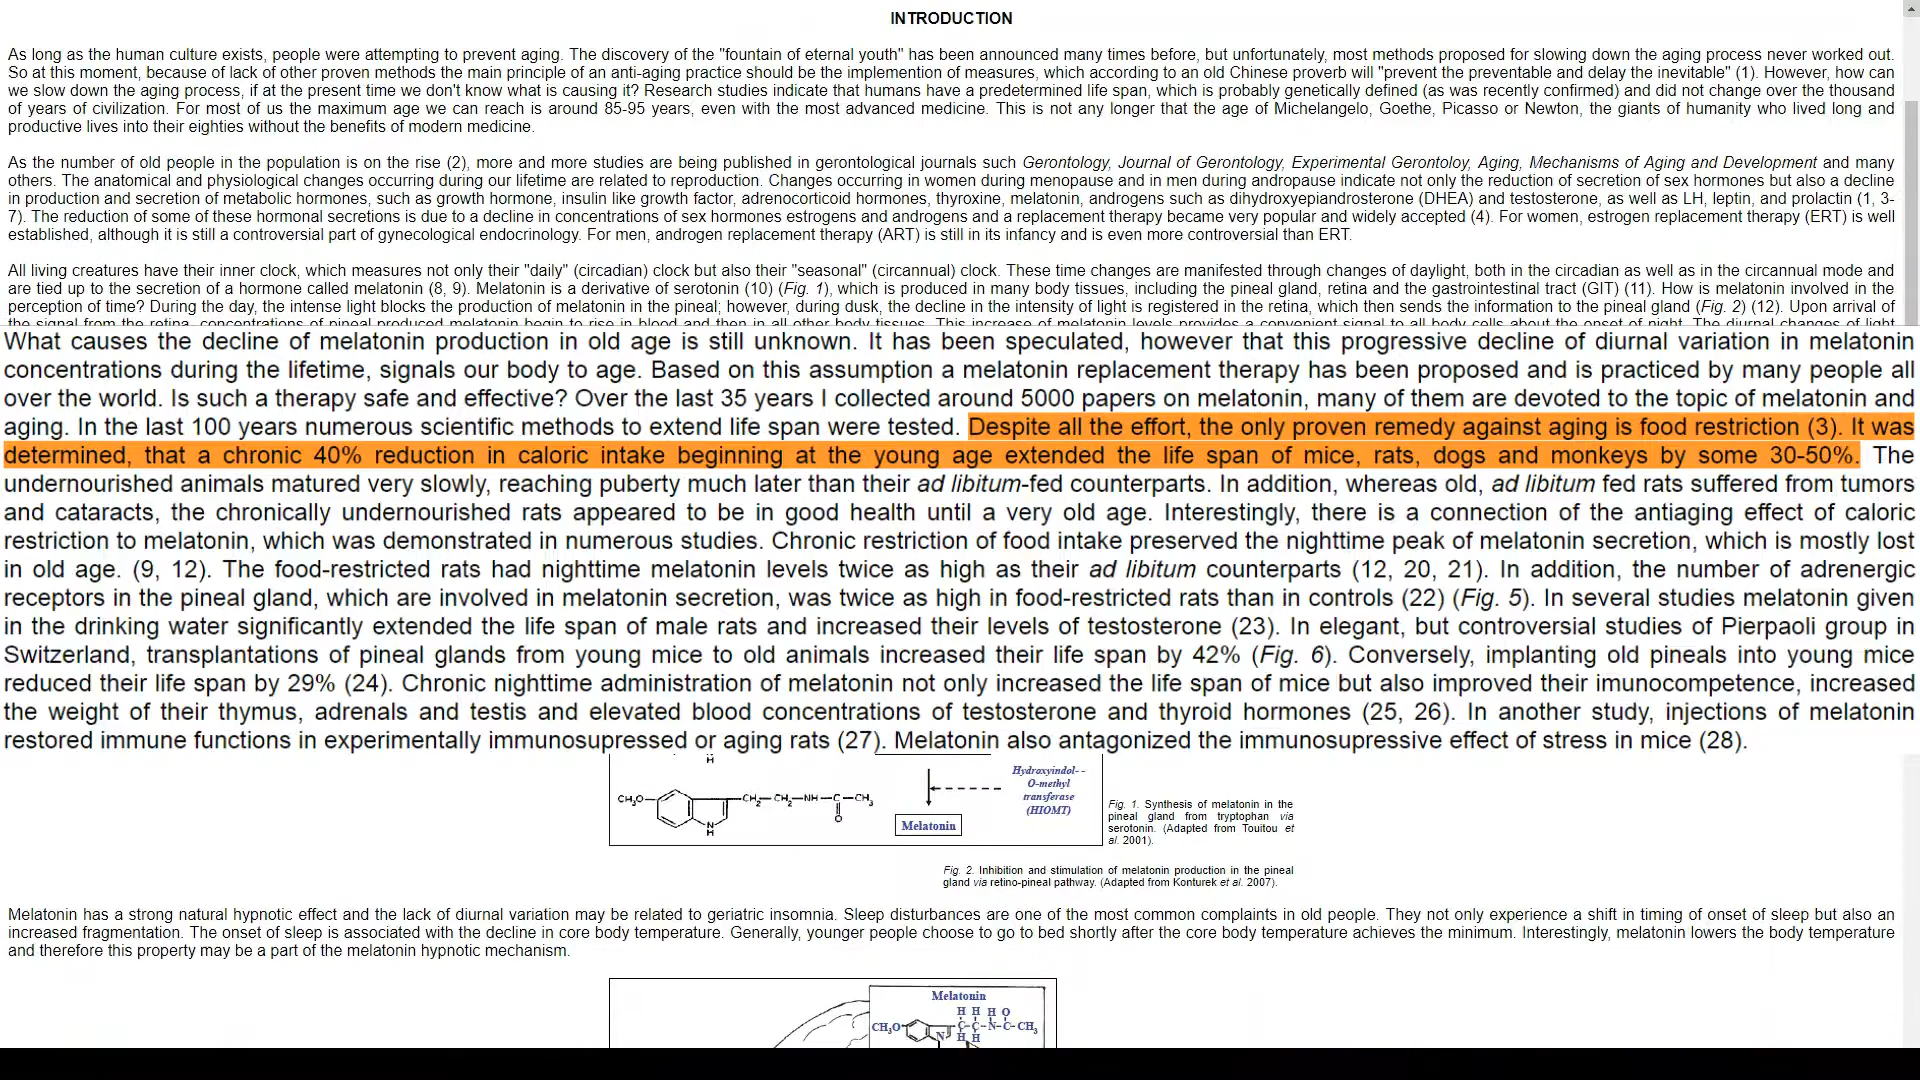 INTRODUCTION
As long as the human culture exists, people were attempting to prevent aging. The discovery of the "fountain of eternal youth" has been announced many times before, but unfortunately, most methods proposed for slowing down the aging process never worked out.
So at this moment, because of lack of other proven methods the main principle of an anti-aging practice should be the implemention of measures, which according to an old Chinese proverb will "prevent the preventable and delay the inevitable" (1). However, how can
we slow down the aging process, if at the present time we don't know what is causing it? Research studies indicate that humans have a predetermined life span, which is probably genetically defined (as was recently confirmed) and did not change over the thousand
of years of civilization. For most of us the maximum age we can reach is around 85-95 years, even with the most advanced medicine. This is not any longer that the age of Michelangelo, Goethe, Picasso or Newton, the giants of humanity who lived long and
productive lives into their eighties without the benefits of modern medicine.
As the number of old people in the population is on the rise (2), more and more studies are being published in gerontological journals such Gerontology, Journal of Gerontology, Experimental Gerontoloy, Aging, Mechanisms of Aging and Development and many
others. The anatomical and physiological changes occurring during our lifetime are related to reproduction. Changes occurring in women during menopause and in men during andropause indicate not only the reduction of secretion of sex hormones but also a decline
in production and secretion of metabolic hormones, such as growth hormone, insulin like growth factor, adrenocorticoid hormones, thyroxine, melatonin, androgens such as dihydroxyepiandrosterone (DHEA) and testosterone, as well as LH, leptin, and prolactin (1, 3-
7). The reduction of some of these hormonal secretions is due to a decline in concentrations of sex hormones estrogens and androgens and a replacement therapy became very popular and widely accepted (4). For women, estrogen replacement therapy (ERT) is well
established, although it is still a controversial part of gynecological endocrinology. For men, androgen replacement therapy (ART) is still in its infancy and is even more controversial than ERT.
All living creatures have their inner clock, which measures not only their "daily" (circadian) clock but also their "seasonal" (circannual) clock. These time changes are manifested through changes of daylight, both in the circadian as well as in the circannual mode and
are tied up to the secretion of a hormone called melatonin (8, 9). Melatonin is a derivative of serotonin (10) (Fig. 1), which is produced in many body tissues, including the pineal gland, retina and the gastrointestinal tract (GIT) (11). How is melatonin involved in the
perception of time? During the day, the intense light blocks the production of melatonin in the pineal; however, during dusk, the decline in the intensity of light is registered in the retina, which then sends the information to the pineal gland (Fig. 2) (12). Upon arrival of
the signal from the retina, concentrations of pineal produced melatonin begin to rise in blood and then in all other body tissues. This increase of melatonin levels provides a convenient signal to all body cells about the onset of night. The diurnal changes of light
What causes the decline of melatonin production in old age is still unknown. It has been speculated, however that this progressive decline of diurnal variation in melatonin
concentrations during the lifetime, signals our body to age. Based on this assumption a melatonin replacement therapy has been proposed and is practiced by many people all
over the world. Is such a therapy safe and effective? Over the last 35 years I collected around 5000 papers on melatonin, many of them are devoted to the topic of melatonin and
aging. In the last 100 years numerous scientific methods to extend life span were tested. Despite all the effort, the only proven remedy against aging is food restriction (3). It was
determined, that a chronic 40% reduction in caloric intake beginning at the young age extended the life span of mice, rats, dogs and monkeys by some 30-50%. The
undernourished animals matured very slowly, reaching puberty much later than their ad libitum-fed counterparts. In addition, whereas old, ad libitum fed rats suffered from tumors
and cataracts, the chronically undernourished rats appeared to be in good health until a very old age. Interestingly, there is a connection of the antiaging effect of caloric
restriction to melatonin, which was demonstrated in numerous studies. Chronic restriction of food intake preserved the nighttime peak of melatonin secretion, which is mostly lost
in old age. (9, 12). The food-restricted rats had nighttime melatonin levels twice as high as their ad libitum counterparts (12, 20, 21). In addition, the number of adrenergic
receptors in the pineal gland, which are involved in melatonin secretion, was twice as high in food-restricted rats than in controls (22) (Fig. 5). In several studies melatonin given
in the drinking water significantly extended the life span of male rats and increased their levels of testosterone (23). In elegant, but controversial studies of Pierpaoli group in
Switzerland, transplantations of pineal glands from young mice to old animals increased their life span by 42% (Fig. 6). Conversely, implanting old pineals into young mice
reduced their life span by 29% (24). Chronic nighttime administration of melatonin not only increased the life span of mice but also improved their imunocompetence, increased
the weight of their thymus, adrenals and testis and elevated blood concentrations of testosterone and thyroid hormones (25, 26). In another study, injections of melatonin
restored immune functions in experimentally immunosupressed or aging rats (27). Melatonin also antagonized the immunosupressive effect of stress in mice (28).
H
Hydroxyindol--
O-methyl
transferase
(HIOMT)
CH3O CH2 CH2 NH C CH3
O
N
H
Melatonin
Fig. 1. Synthesis of melatonin in the
pineal gland from tryptophan via
serotonin. (Adapted from Touitou et
al. 2001).
Fig. 2. Inhibition and stimulation of melatonin production in the pineal
gland via retino-pineal pathway. (Adapted from Konturek et al. 2007).
Melatonin has a strong natural hypnotic effect and the lack of diurnal variation may be related to geriatric insomnia. Sleep disturbances are one of the most common complaints in old people. They not only experience a shift in timing of onset of sleep but also an
increased fragmentation. The onset of sleep is associated with the decline in core body temperature. Generally, younger people choose to go to bed shortly after the core body temperature achieves the minimum. Interestingly, melatonin lowers the body temperature
and therefore this property may be a part of the melatonin hypnotic mechanism.
Melatonin
H H H O
CH3O C-C-N-C-CH3
N H H